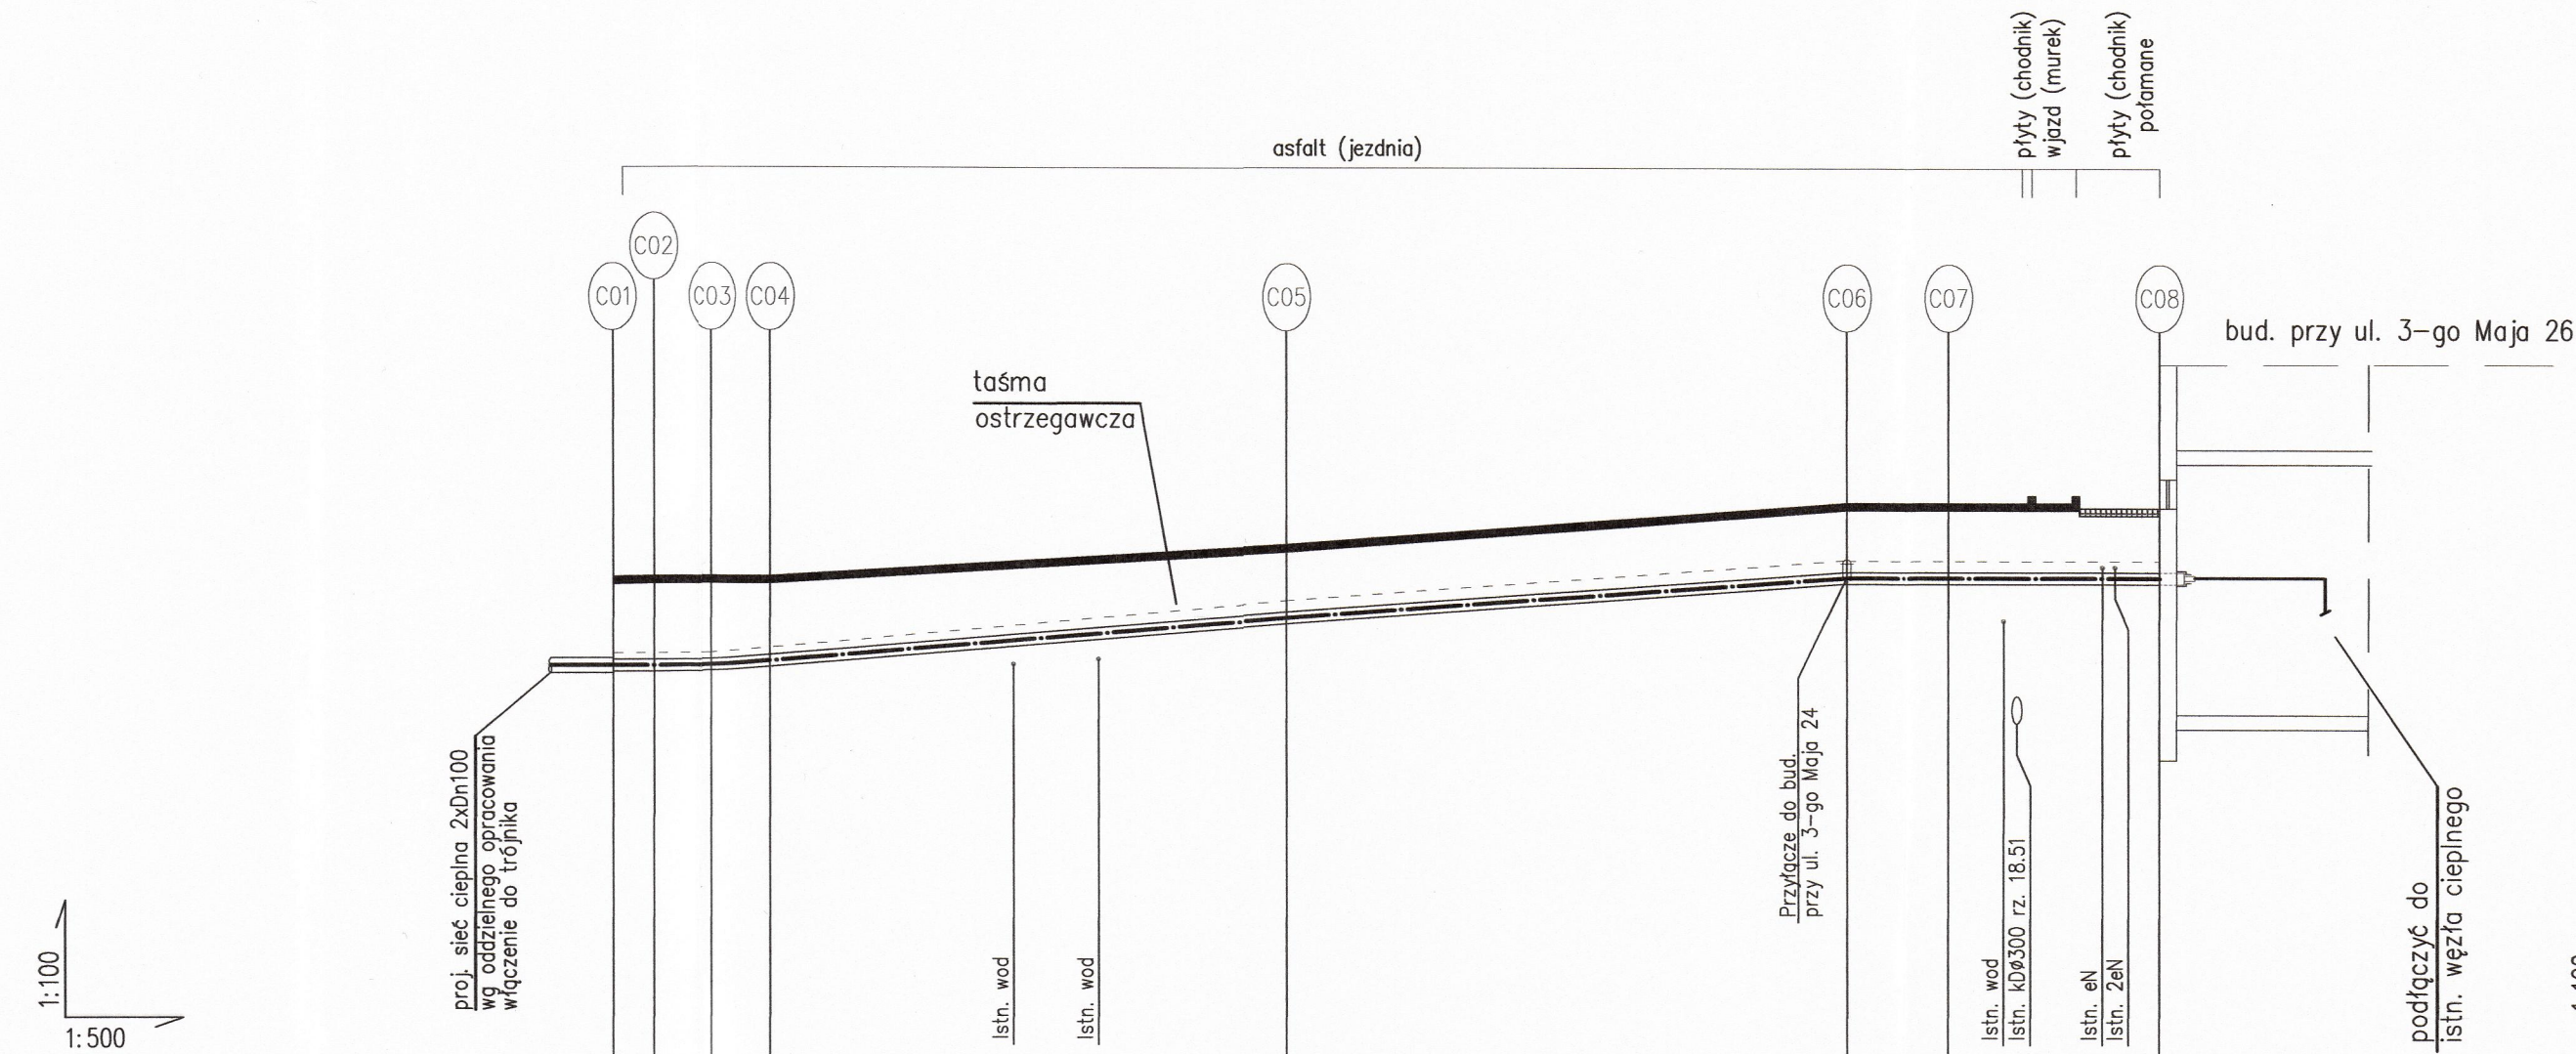 płyty (chodnik)
wjazd (murek)
płyty (chodnik)
połamane
asfalt (jezdnia)
C02
C01
C03
C04
C05
C06
C07
C08
bud. przy ul. 3-go Maja 26
taśma
ostrzegawcza
proj. sieć cieplna 2xDn100
wg oddzielnego opracowania
włączenie do trójnika
Istn. wod
Istn. wod
Przyłącze do bud.
przy ul. 3-go Maja 24
Istn. wod
Istn. kDØ300 rz. 18.51
Istn. eN
Istn. 2eN
podłączyć do
istn. węzła cieplnego
1:100
1:500